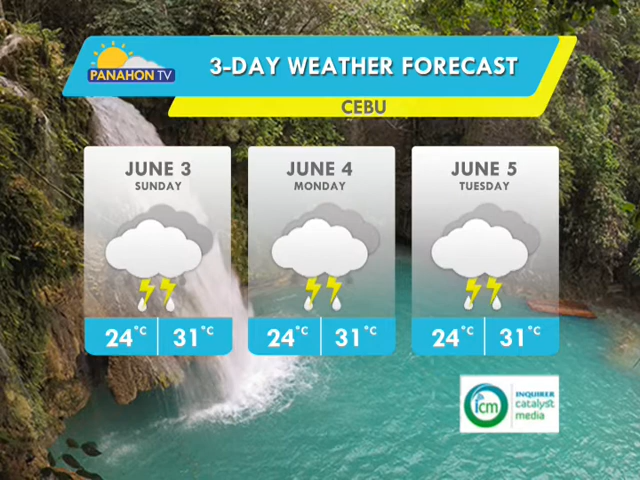 PANAHON TV
3-DAY WEATHER FORECAST
CEBU
JUNE 3
SUNDAY
24°C
31°C
JUNE 4
MONDAY
24°C
31°C
JUNE 5
TUESDAY
24°C
31°C
icm
INQUIRER
catalyst
media